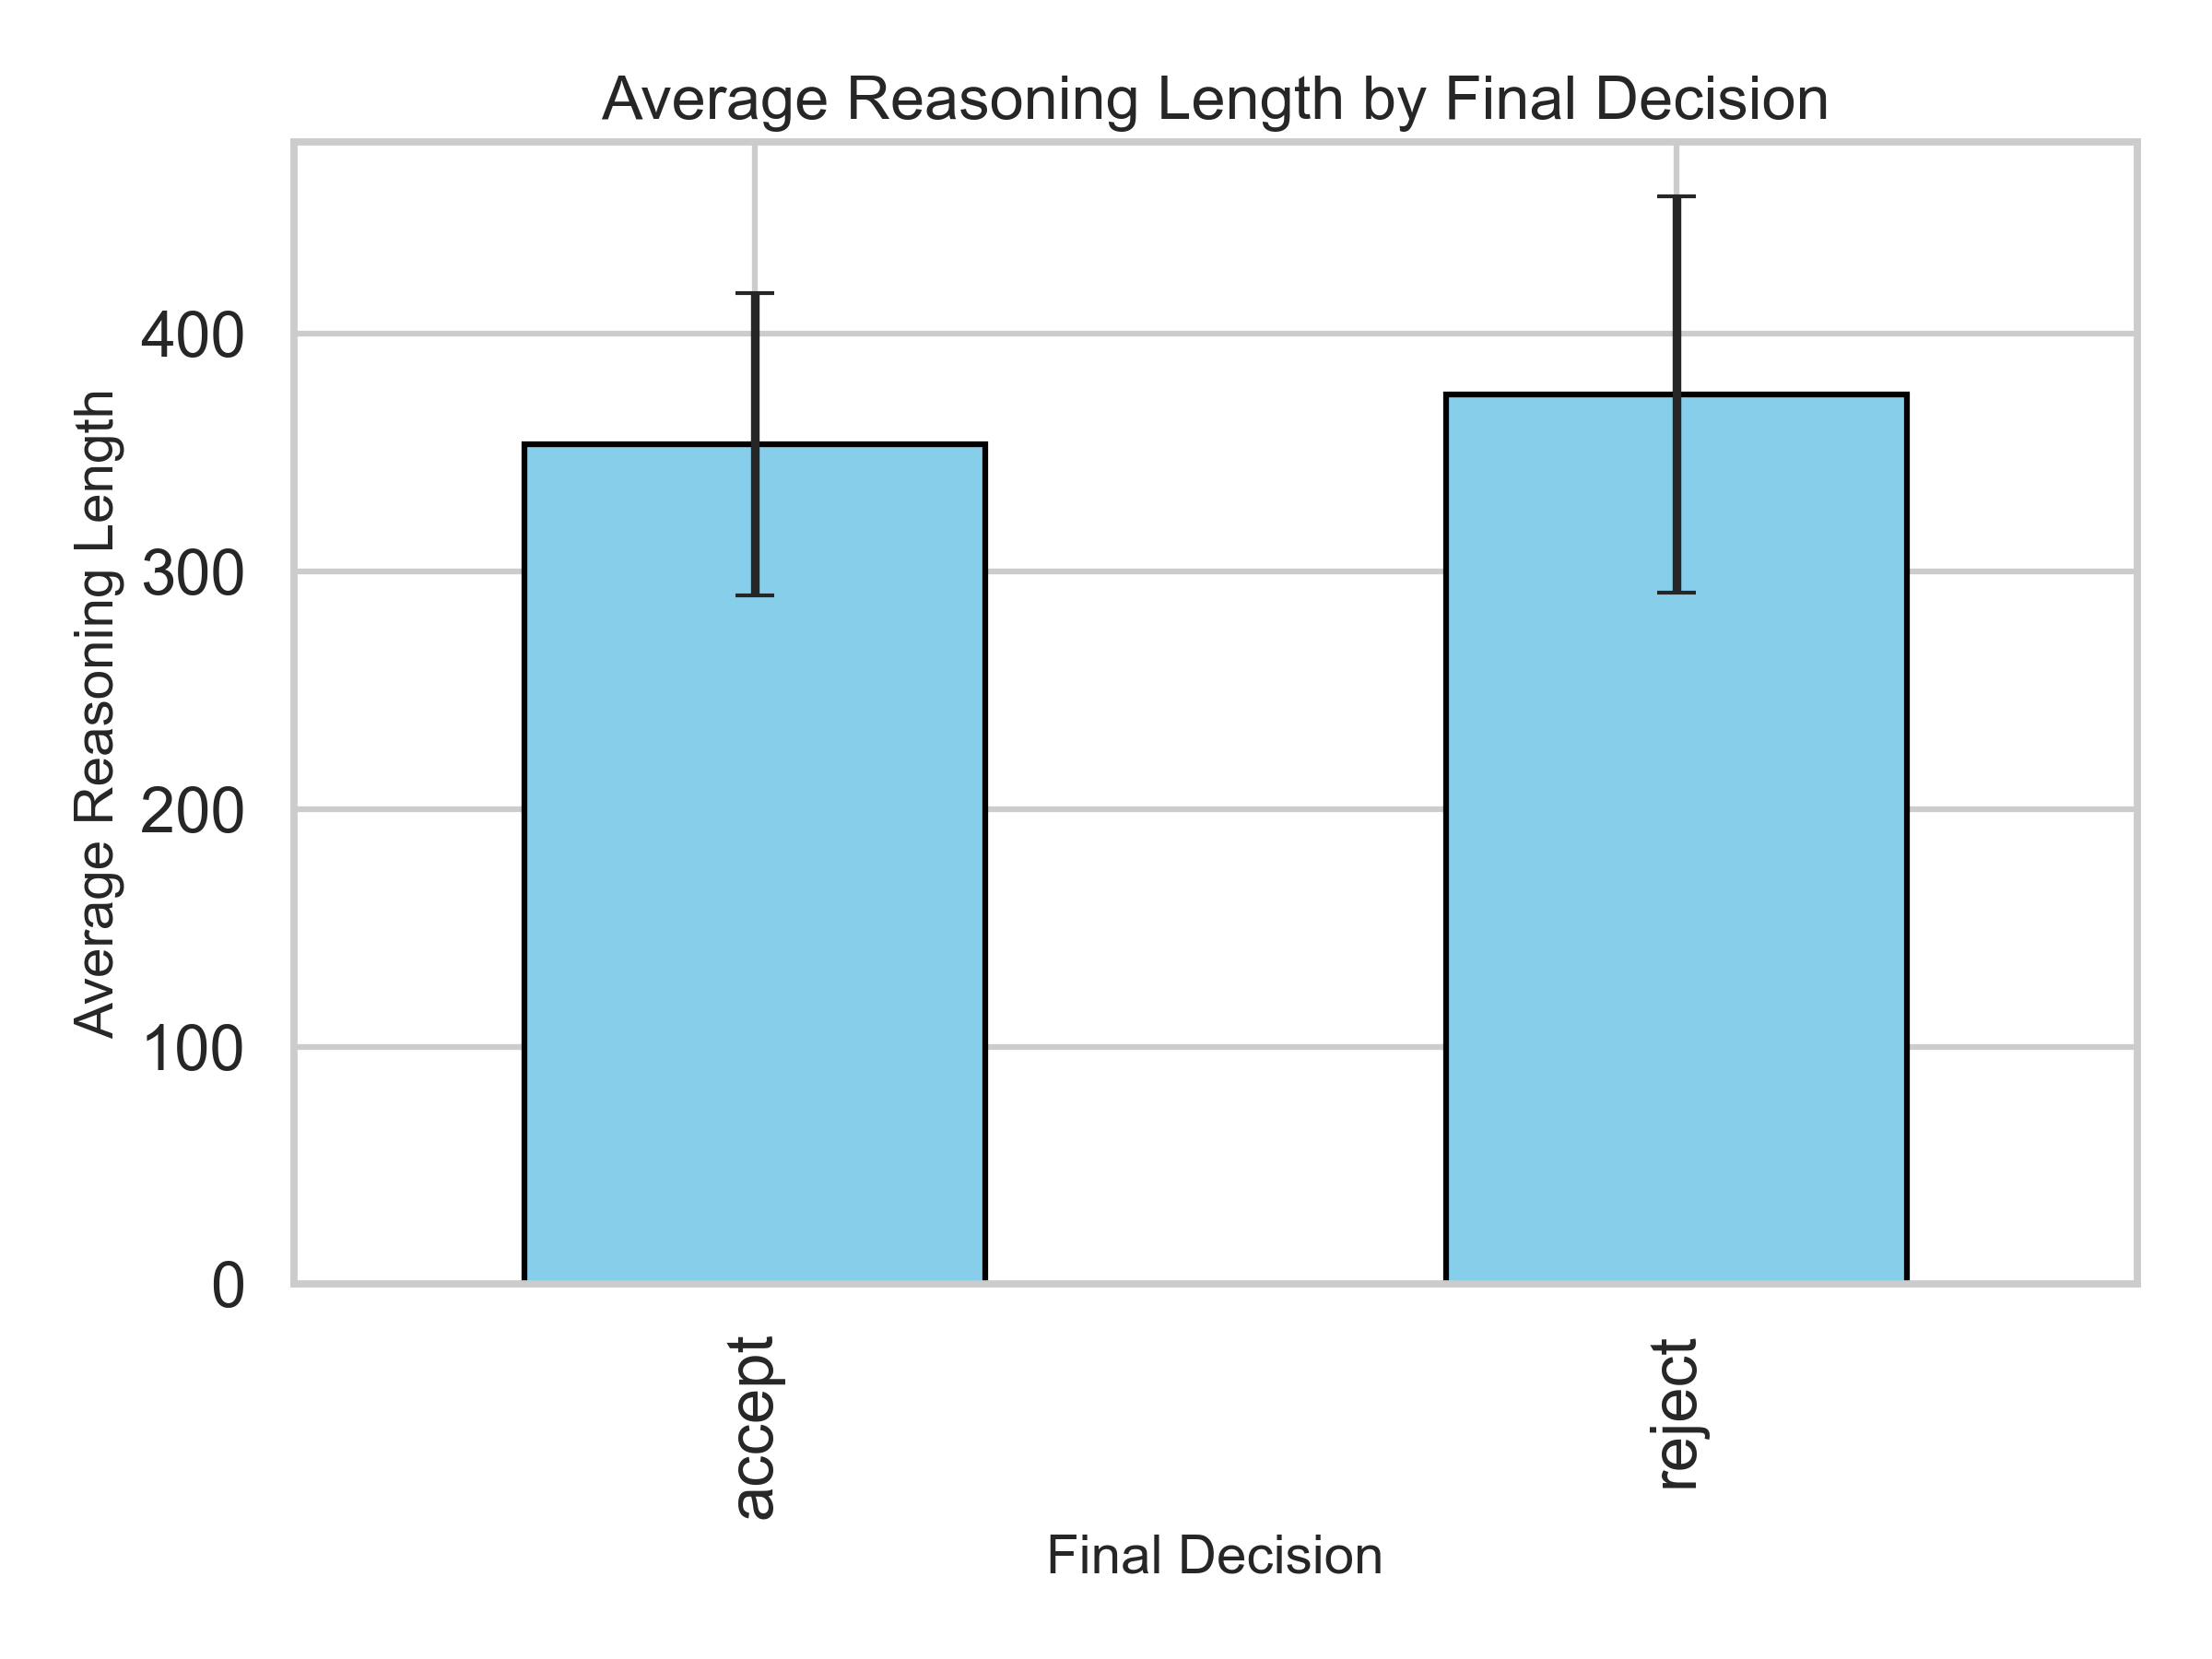 Average Reasoning Length by Final Decision
Average Reasoning Length
400
300
200
100
0
accept
reject
Final Decision